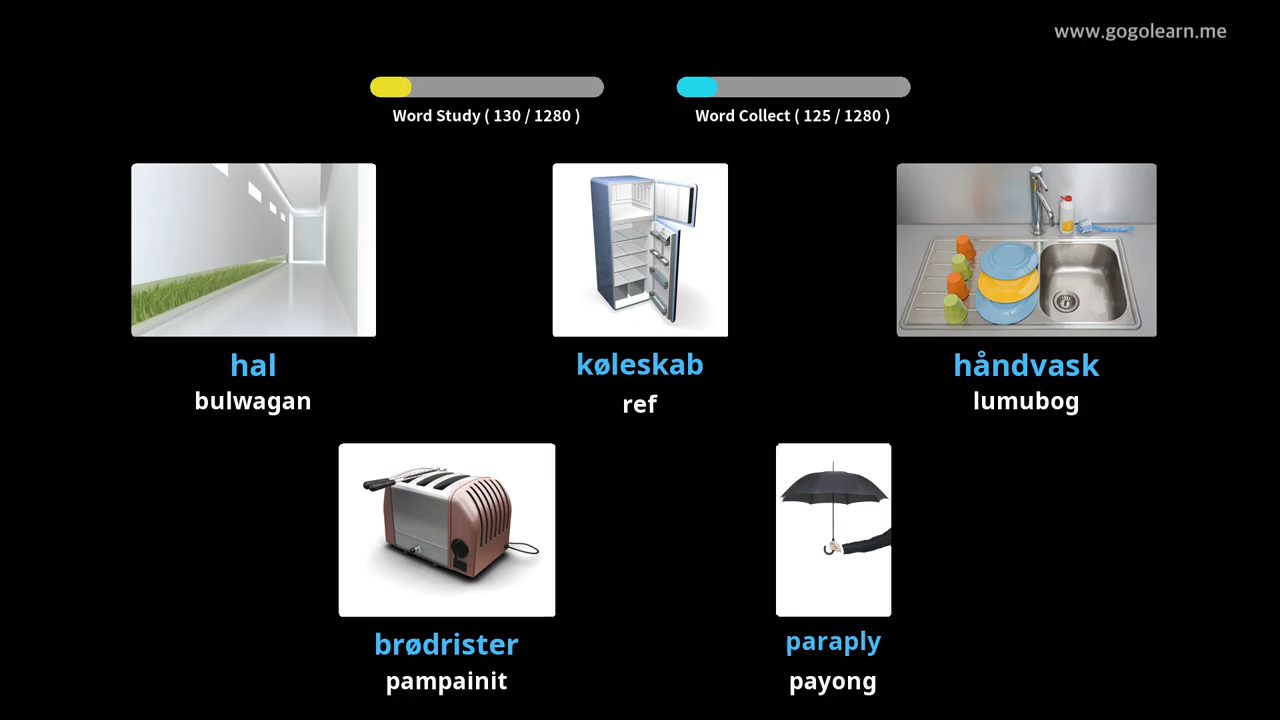 www.gogolearn.me
Word Study ( 130 / 1280 )
Word Collect ( 125 / 1280 )
hal
bulwagan
køleskab
ref
håndvask
lumubog
brødrister
pampainit
paraply
payong